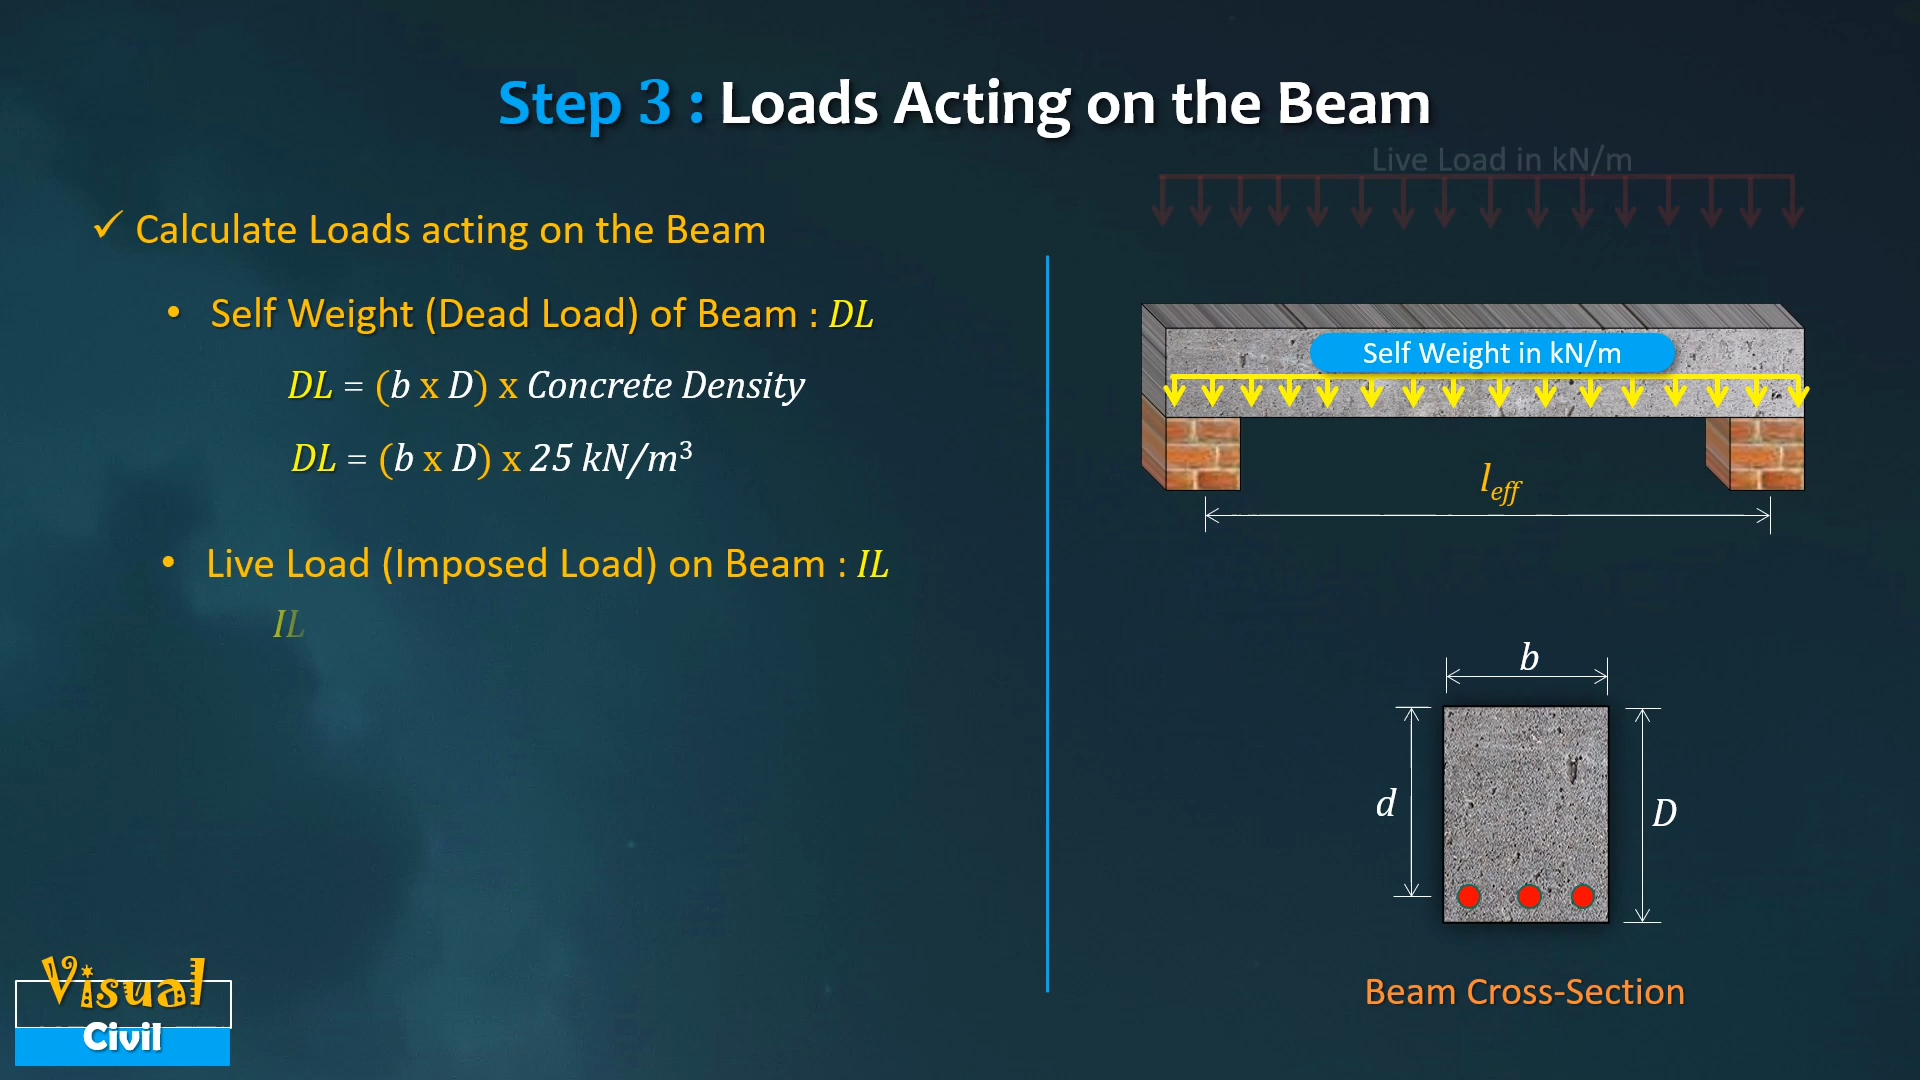 Step 3 : Loads Acting on the Beam
✓ Calculate Loads acting on the Beam
• Self Weight (Dead Load) of Beam : DL
DL = (b x D) x Concrete Density
DL = (b x D) x 25 kN/m³
• Live Load (Imposed Load) on Beam : IL
IL
Live Load in kN/m
Self Weight in kN/m
l_eff
b
d
D
Beam Cross-Section
Visual
Civil